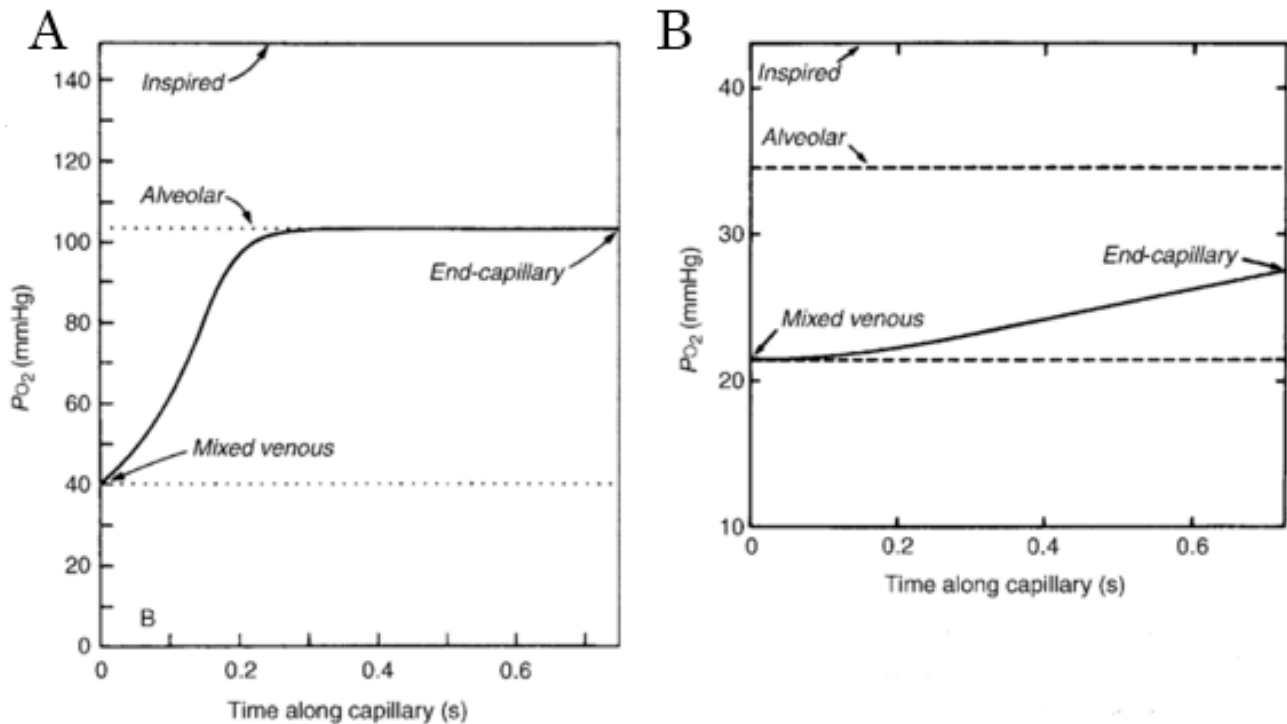 A
140
120
100
80
60
40
20
0
PO2 (mmHg)
Inspired
Alveolar
End-capillary
Mixed venous
B
0
0.2
0.4
0.6
Time along capillary (s)
B
40
30
20
10
PO2 (mmHg)
Inspired
Alveolar
End-capillary
Mixed venous
0
0.2
0.4
0.6
Time along capillary (s)